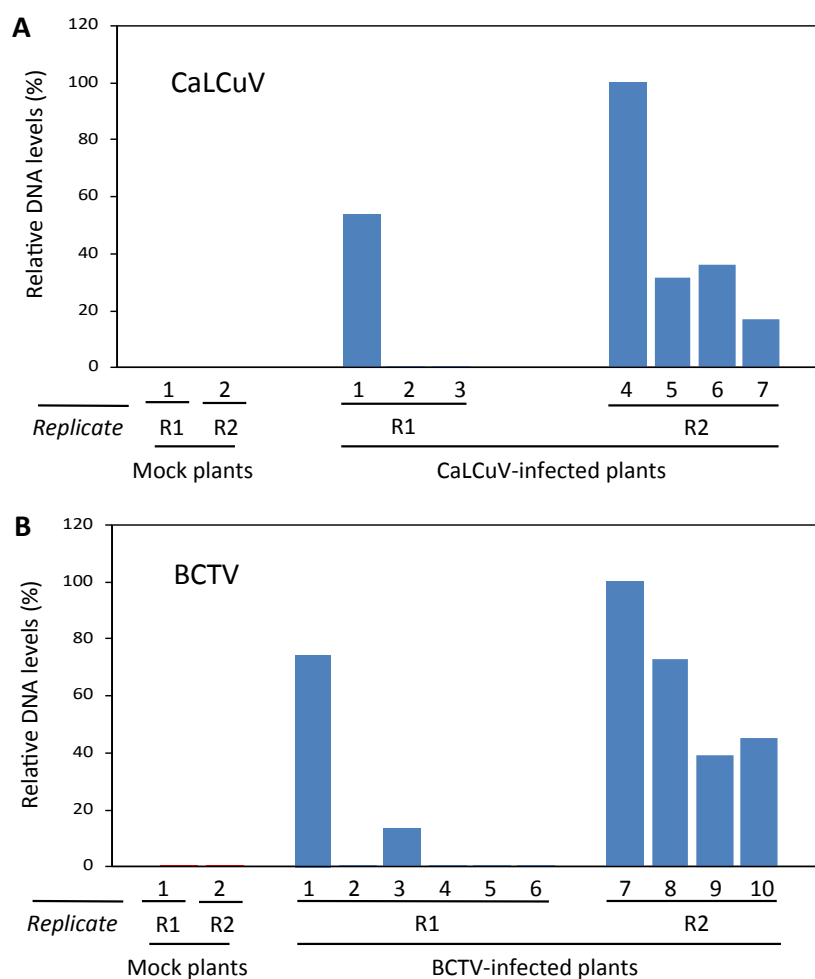 A
Relative DNA levels (%)
120
100
80
60
40
20
0
CaLCuV
1 2 1 2 3 4 5 6 7
Replicate R1 R2 R1 R2
Mock plants CaLCuV-infected plants
B
Relative DNA levels (%)
120
100
80
60
40
20
0
BCTV
1 2 1 2 3 4 5 6 7 8 9 10
Replicate R1 R2 R1 R2
Mock plants BCTV-infected plants